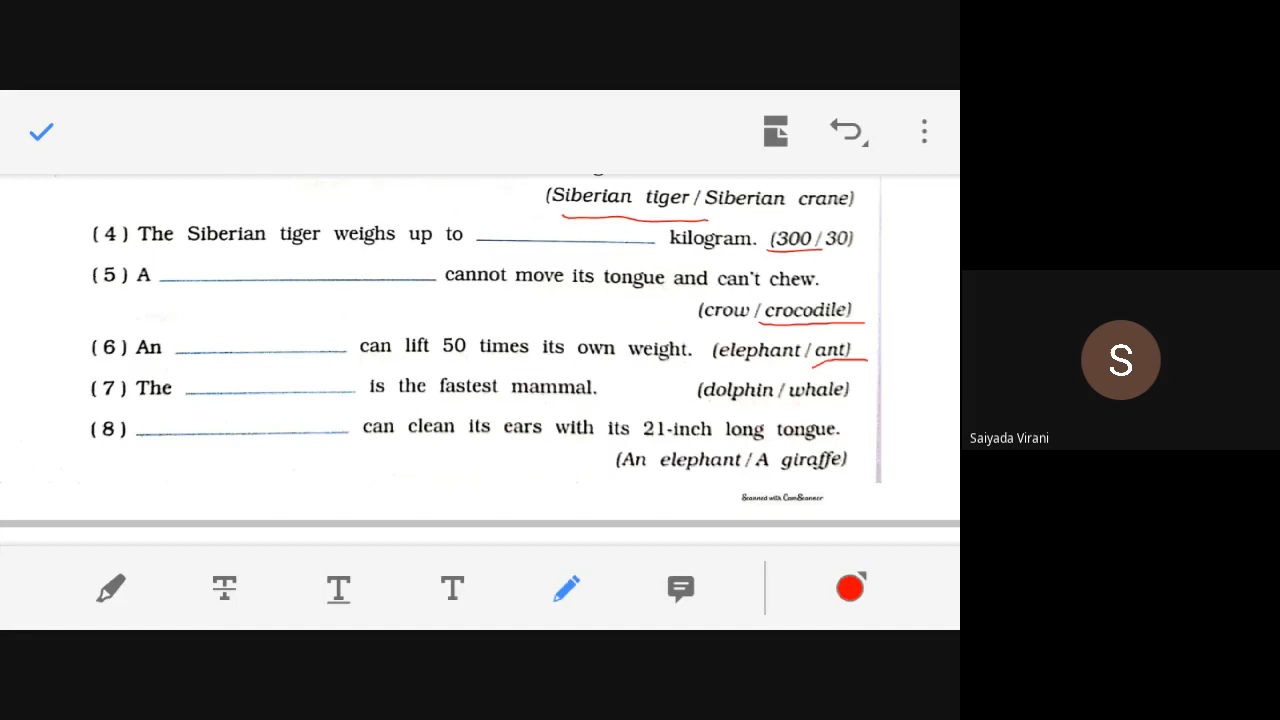 (Siberian tiger / Siberian crane)
( 4 ) The Siberian tiger weighs up to ____________ kilogram. (300 / 30)
( 5 ) A ____________ cannot move its tongue and can't chew.
(crow / crocodile)
( 6 ) An ____________ can lift 50 times its own weight. (elephant / ant)
( 7 ) The ____________ is the fastest mammal. (dolphin / whale)
( 8 ) ____________ can clean its ears with its 21-inch long tongue.
(An elephant / A giraffe)
Scanned with CamScanner
T T T
S
Saiyada Virani